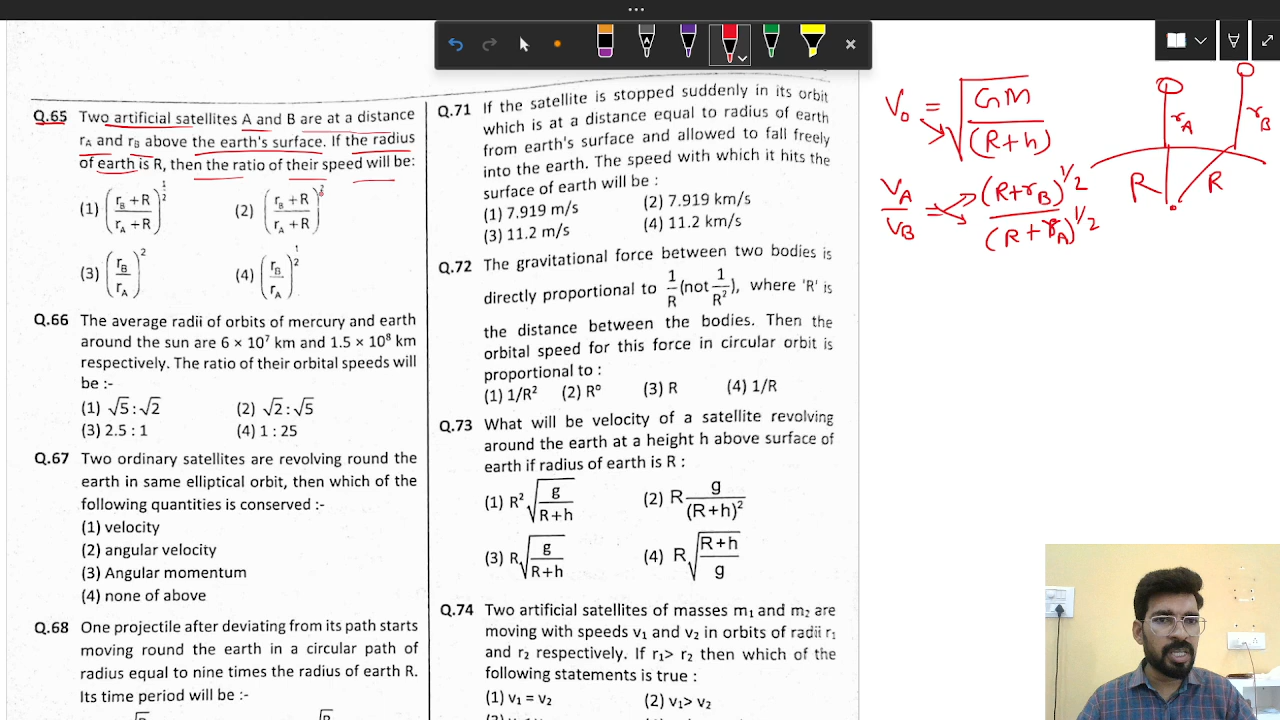 Q.65 Two artificial satellites A and B are at a distance
rA and rB above the earth's surface. If the radius
of earth is R, then the ratio of their speed will be:
(1) ((rB + R)/(rA + R))^(1/2) (2) ((rB + R)/(rA + R))^2
(3) (rB/rA)^2 (4) (rB/rA)^(1/2)
Q.66 The average radii of orbits of mercury and earth
around the sun are 6 × 10⁷ km and 1.5 × 10⁸ km
respectively. The ratio of their orbital speeds will
be :-
(1) √5 : √2 (2) √2 : √5
(3) 2.5 : 1 (4) 1 : 25
Q.67 Two ordinary satellites are revolving round the
earth in same elliptical orbit, then which of the
following quantities is conserved :-
(1) velocity
(2) angular velocity
(3) Angular momentum
(4) none of above
Q.68 One projectile after deviating from its path starts
moving round the earth in a circular path of
radius equal to nine times the radius of earth R.
Its time period will be :-
Q.71 If the satellite is stopped suddenly in its orbit
which is at a distance equal to radius of earth
from earth's surface and allowed to fall freely
into the earth. The speed with which it hits the
surface of earth will be :
(1) 7.919 m/s (2) 7.919 km/s
(3) 11.2 m/s (4) 11.2 km/s
Q.72 The gravitational force between two bodies is
directly proportional to 1/R (not 1/R²), where 'R' is
the distance between the bodies. Then the
orbital speed for this force in circular orbit is
proportional to :
(1) 1/R² (2) R⁰ (3) R (4) 1/R
Q.73 What will be velocity of a satellite revolving
around the earth at a height h above surface of
earth if radius of earth is R :
(1) R² √(g/(R+h)) (2) R g/(R+h)²
(3) R √(g/(R+h)) (4) R √((R+h)/g)
Q.74 Two artificial satellites of masses m₁ and m₂ are
moving with speeds v₁ and v₂ in orbits of radii r₁
and r₂ respectively. If r₁> r₂ then which of the
following statements is true :
(1) v₁ = v₂ (2) v₁> v₂
V₀ = √(GM/(R+h))
VA/VB = (R+rB)^1/2/(R+rA)^1/2
rA
rB
R
R